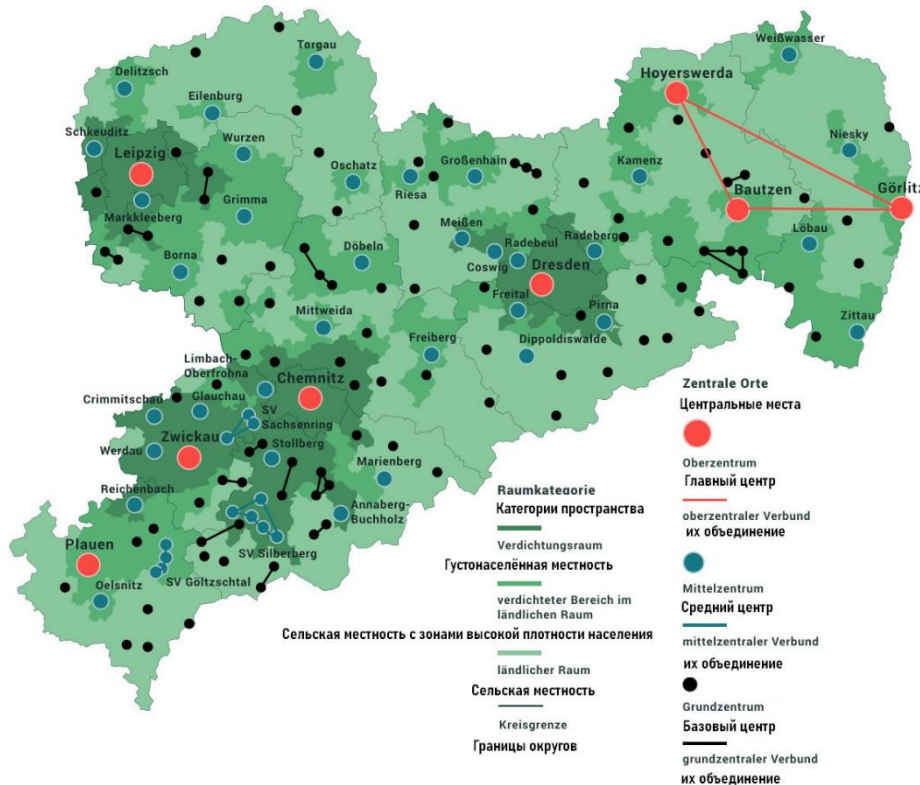 Weißwasser
Torgau
Hoyerswerda
Delitzsch
Eilenburg
Schkeuditz
Wurzen
Niesky
Leipzig
Oschatz
Großenhain
Kamenz
Riesa
Bautzen
Görlitz
Markkleeberg
Grimma
Meißen
Radebeul
Radeberg
Löbau
Döbeln
Borna
Coswig
Dresden
Freital
Pirna
Zittau
Mittweida
Freiberg
Dippoldiswalde
Limbach-
Oberfrohna
Chemnitz
Crimmitschau
Glauchau
SV
Sachsenring
Zwickau
Stollberg
Werdau
Marienberg
Reichenbach
Annaberg-
Buchholz
Plauen
SV Silberberg
SV Göltzschtal
Oelsnitz
Raumkategorie
Категории пространства
Verdichtungsraum
Густонаселённая местность
verdichteter Bereich im
ländlichen Raum
Сельская местность с зонами высокой плотности населения
ländlicher Raum
Сельская местность
Kreisgrenze
Границы округов
Zentrale Orte
Центральные места
Oberzentrum
Главный центр
oberzentraler Verbund
их объединение
Mittelzentrum
Средний центр
mittelzentraler Verbund
их объединение
Grundzentrum
Базовый центр
grundzentraler Verbund
их объединение